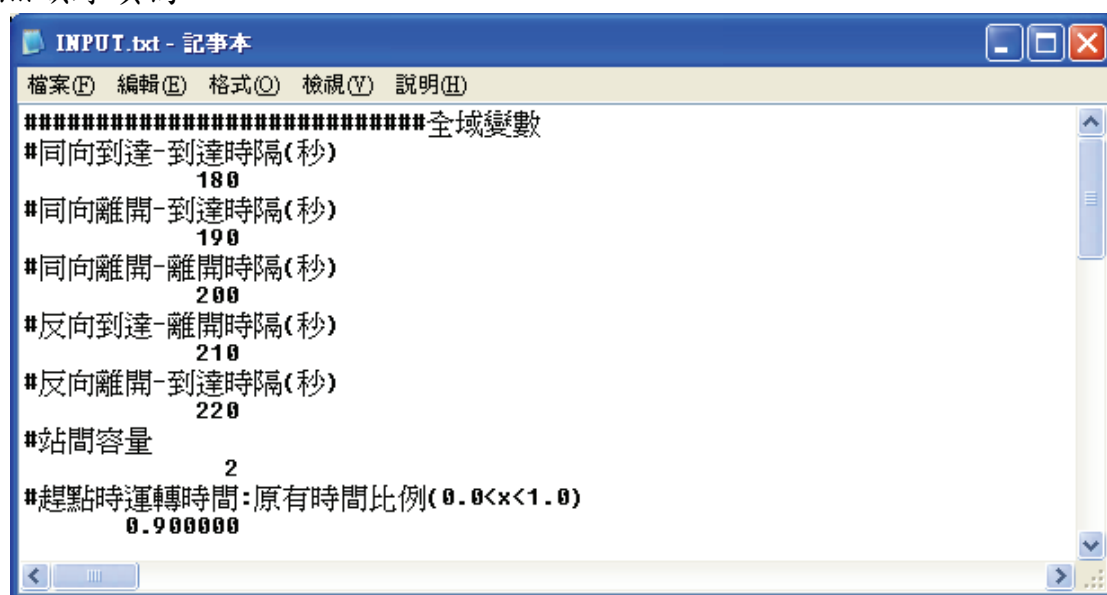 INPUT.txt - 記事本
檔案(F) 編輯(E) 格式(O) 檢視(V) 說明(H)
############################全域變數
#同向到達-到達時隔(秒)
180
#同向離開-到達時隔(秒)
190
#同向離開-離開時隔(秒)
200
#反向到達-離開時隔(秒)
210
#反向離開-到達時隔(秒)
220
#站間容量
2
#趕點時運轉時間:原有時間比例(0.0<x<1.0)
0.900000